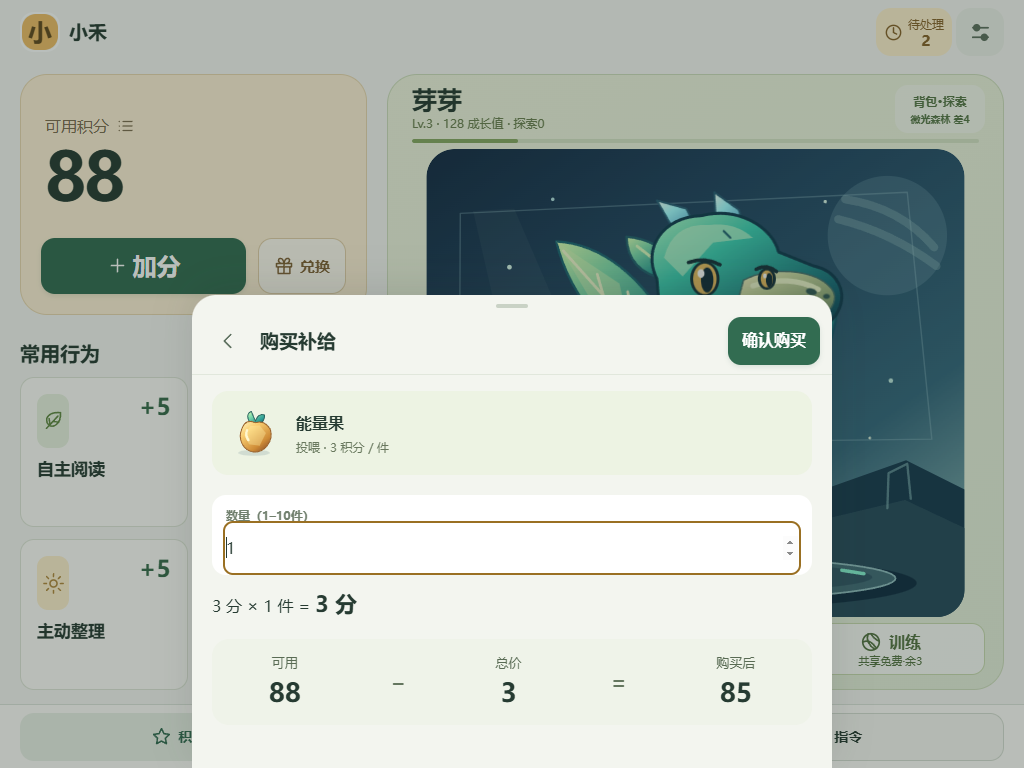 小 小禾
待处理
2
可用积分
88
+ 加分
兑换
芽芽
Lv.3 · 128 成长值 · 探索0
背包·探索
微光森林 差4
常用行为
+5
自主阅读
+5
主动整理
购买补给
确认购买
能量果
投喂 · 3 积分 / 件
数量（1–10件）
1
3 分 × 1 件 = 3 分
可用
88
−
总价
3
=
购买后
85
训练
共享免费·余3
积
指令